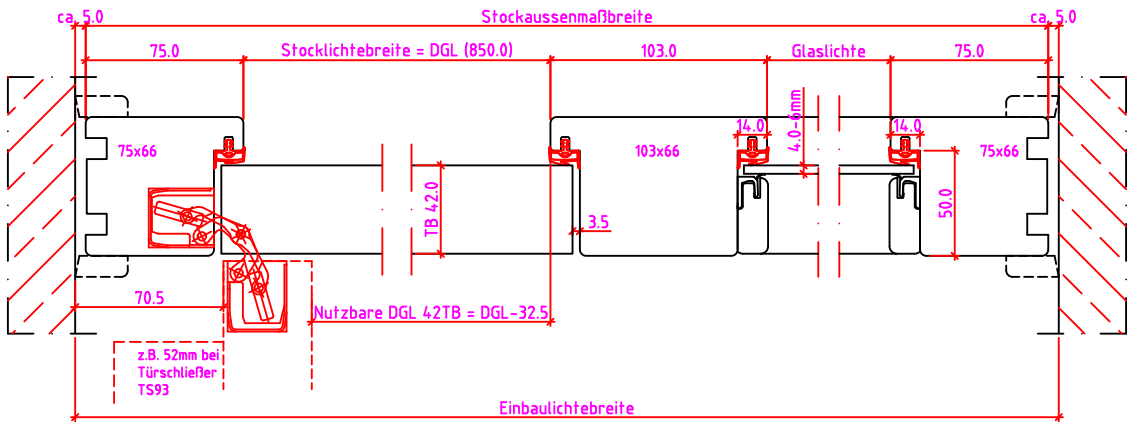 ca. 5.0
Stockaussenmaßbreite
ca. 5.0
75.0
Stocklichtebreite = DGL (850.0)
103.0
Glaslichte
75.0
14.0
4.0-6mm
14.0
75x66
103x66
75x66
TB 42.0
3.5
50.0
70.5
Nutzbare DGL 42TB = DGL-32.5
z.B. 52mm bei
Türschließer
TS93
Einbaulichtebreite